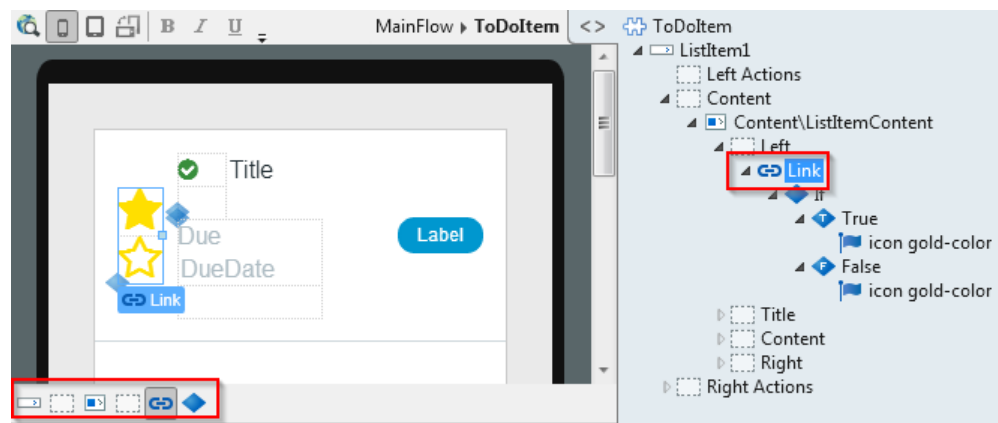 B I U MainFlow ▸ ToDoItem <>
Title
Due
DueDate
Label
Link
ToDoItem
ListItem1
Left Actions
Content
Content\ListItemContent
Left
Link
If
T True
icon gold-color
F False
icon gold-color
Title
Content
Right
Right Actions